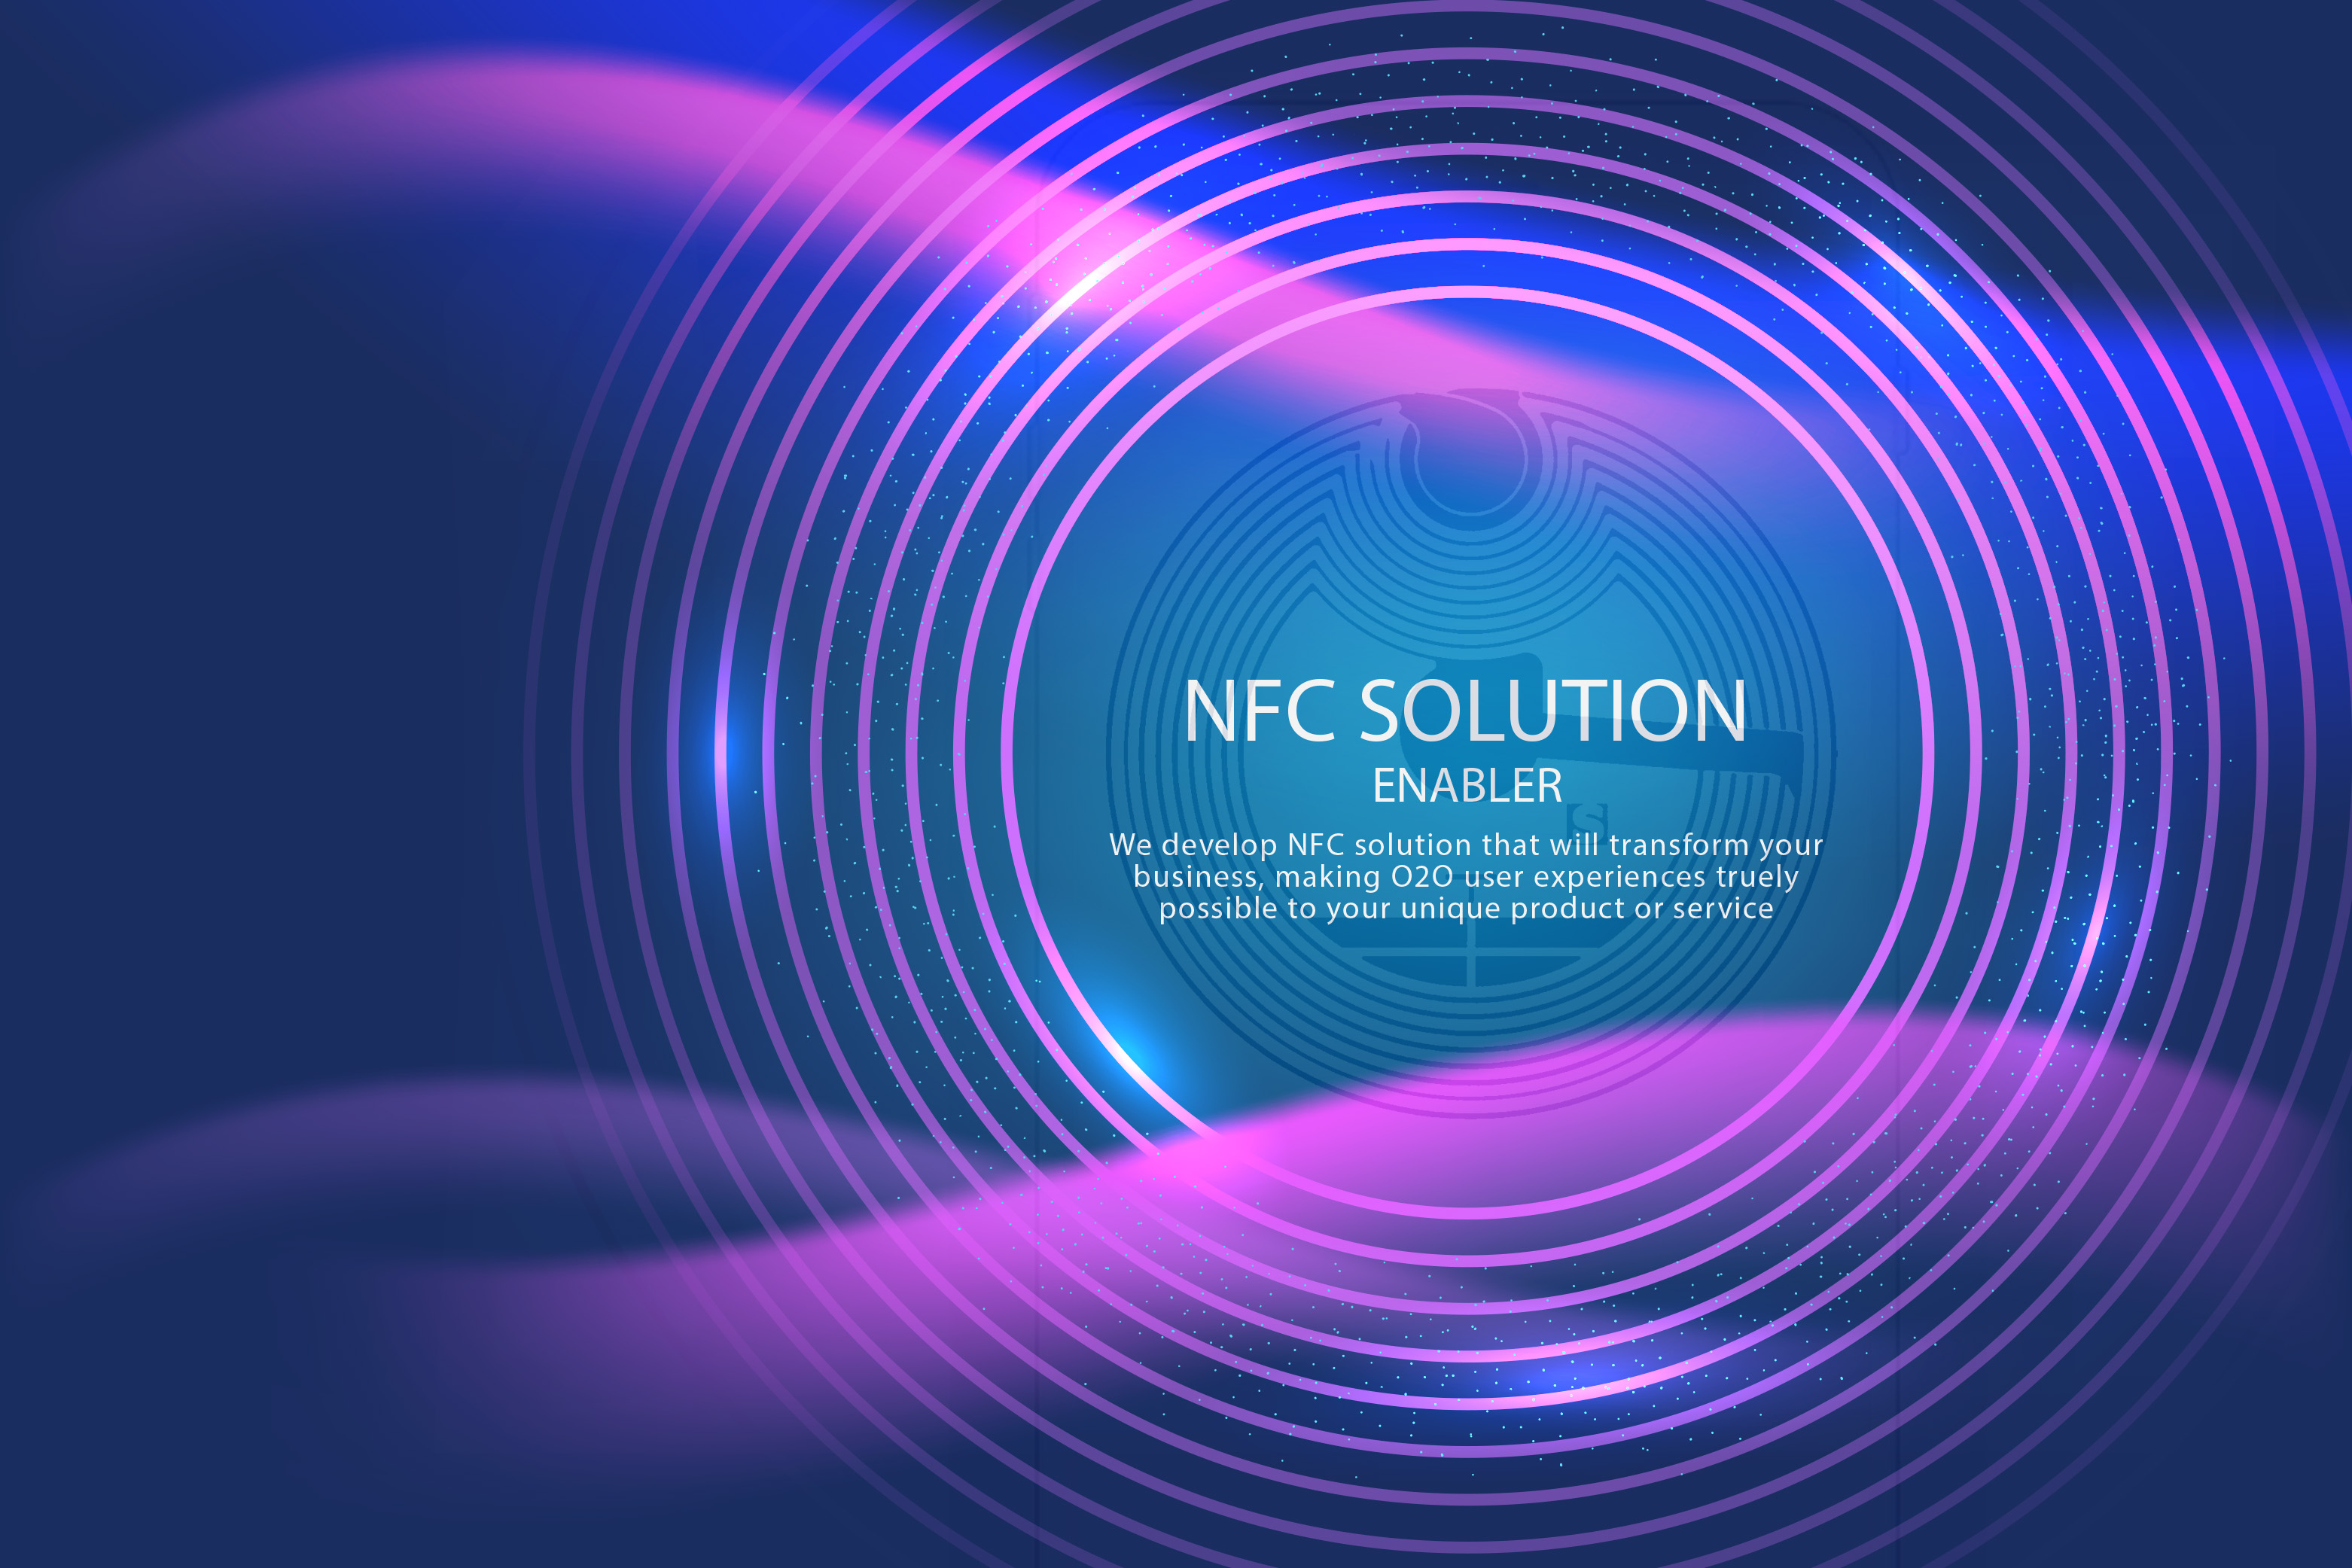 NFC SOLUTION
ENABLER
We develop NFC solution that will transform your
business, making O2O user experiences truely
possible to your unique product or service
S